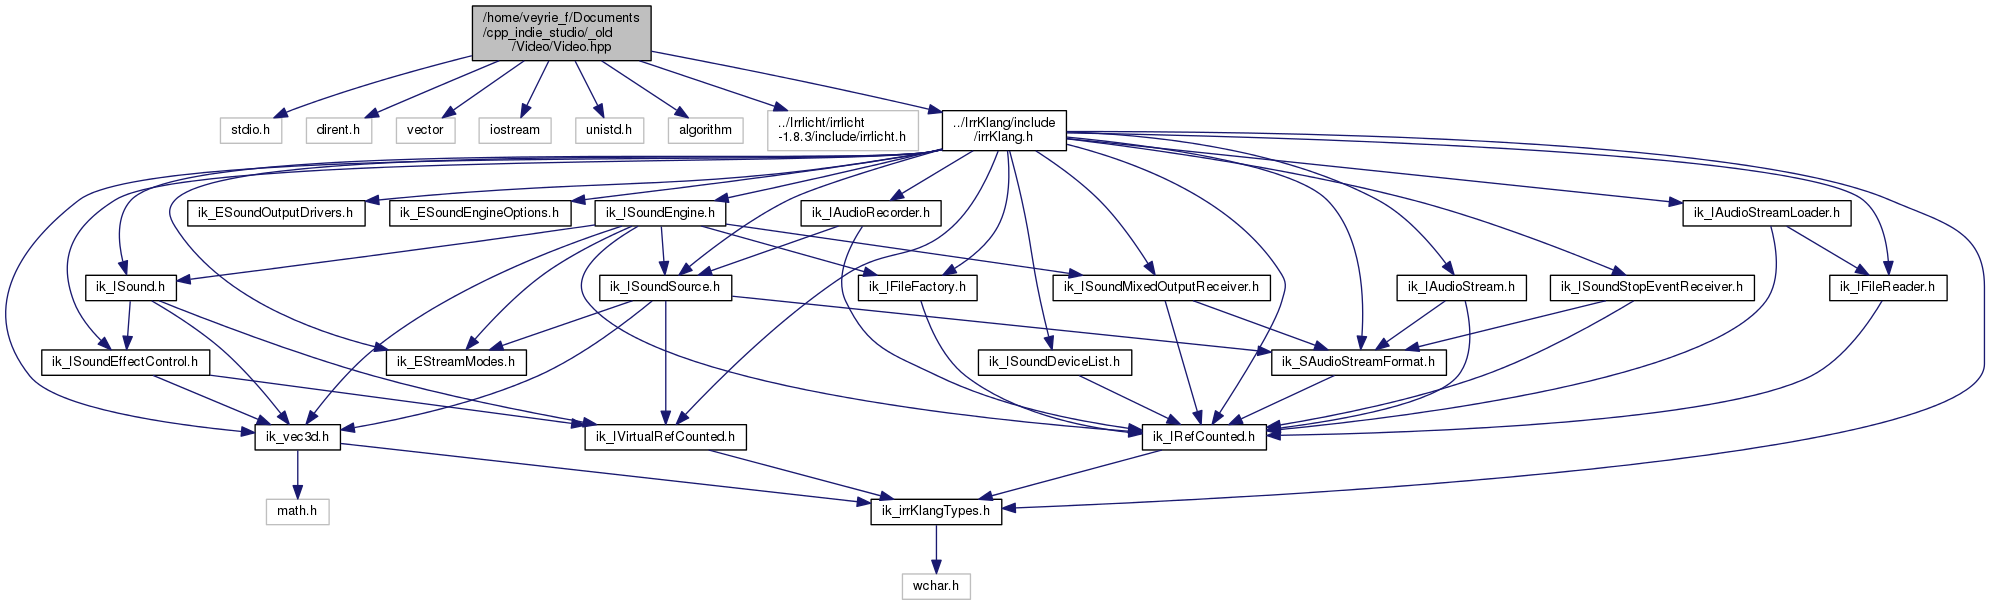 /home/veyrie_f/Documents
/cpp_indie_studio/_old
/Video/Video.hpp
stdio.h
dirent.h
vector
iostream
unistd.h
algorithm
../Irrlicht/irrlicht
-1.8.3/include/irrlicht.h
../IrrKlang/include
/irrKlang.h
ik_ESoundOutputDrivers.h
ik_ESoundEngineOptions.h
ik_ISoundEngine.h
ik_IAudioRecorder.h
ik_IAudioStreamLoader.h
ik_ISound.h
ik_ISoundSource.h
ik_IFileFactory.h
ik_ISoundMixedOutputReceiver.h
ik_IAudioStream.h
ik_ISoundStopEventReceiver.h
ik_IFileReader.h
ik_ISoundEffectControl.h
ik_EStreamModes.h
ik_ISoundDeviceList.h
ik_SAudioStreamFormat.h
ik_vec3d.h
ik_IVirtualRefCounted.h
ik_IRefCounted.h
math.h
ik_irrKlangTypes.h
wchar.h